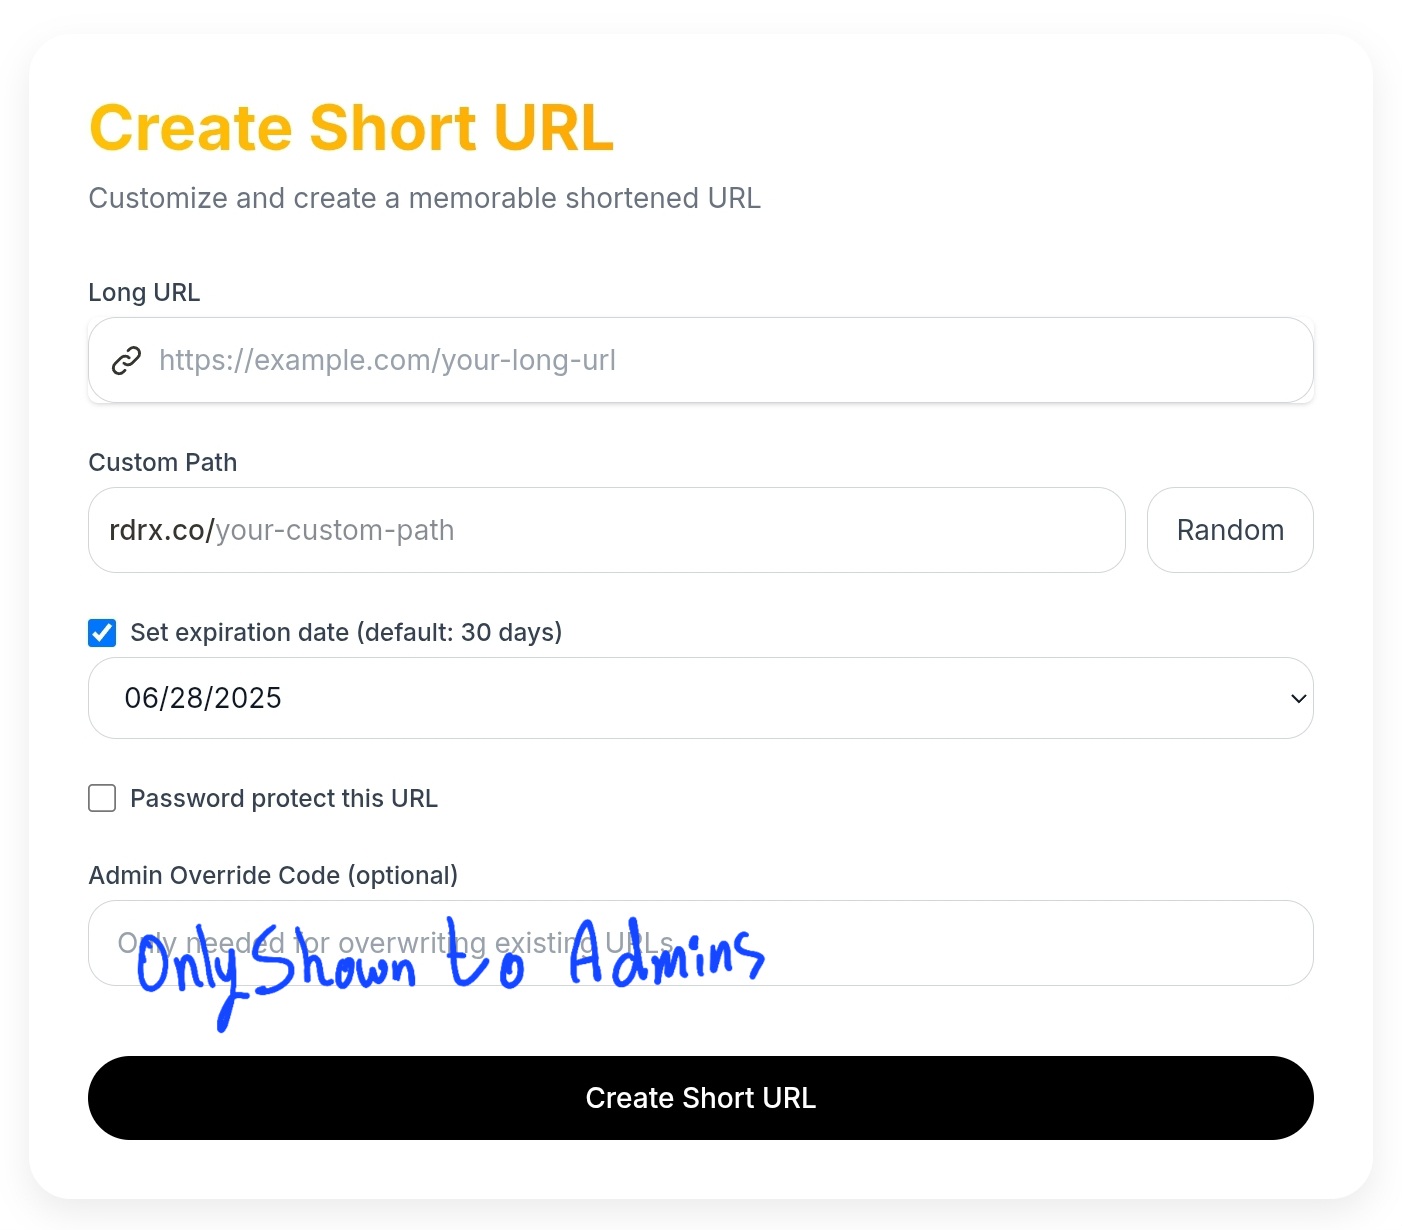 Create Short URL
Customize and create a memorable shortened URL
Long URL
https://example.com/your-long-url
Custom Path
rdrx.co/your-custom-path
Random
Set expiration date (default: 30 days)
06/28/2025
Password protect this URL
Admin Override Code (optional)
Only needed for overwriting existing URLs
Only Shown to Admins
Create Short URL